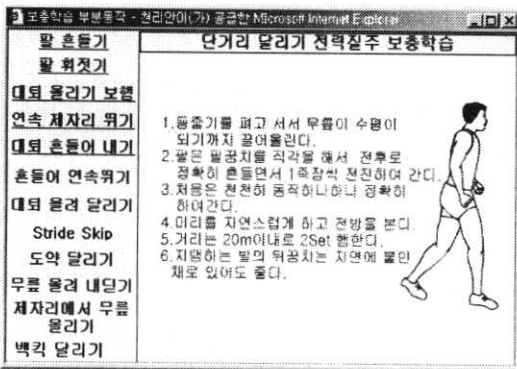 보충학습 부분동작 - 천리안이(가) 공급한 Microsoft Internet Explorer
팔 흔들기
팔 휘젓기
대퇴 올리기 보행
연속 제자리 뛰기
대퇴 흔들어 내기
흔들어 연속뛰기
대퇴 올려 달리기
Stride Skip
도약 달리기
무릎 올려 내딛기
제자리에서 무릎
올리기
백킥 달리기
단거리 달리기 전력질주 보충학습
1.등줄기를 펴고 서서 무릎이 수평이
되기까지 끌어올린다.
2.팔은 팔꿈치를 직각을 해서 전후로
정확히 흔들면서 1족장씩 전진하여 간다.
3.처음은 천천히 동작하나하나 정확히
하여간다.
4.머리를 자연스럽게 하고 전방을 본다.
5.거리는 20m이내로 2Set 행한다.
6.지탱하는 발의 뒤꿈치는 지면에 붙인
채로 있어도 좋다.